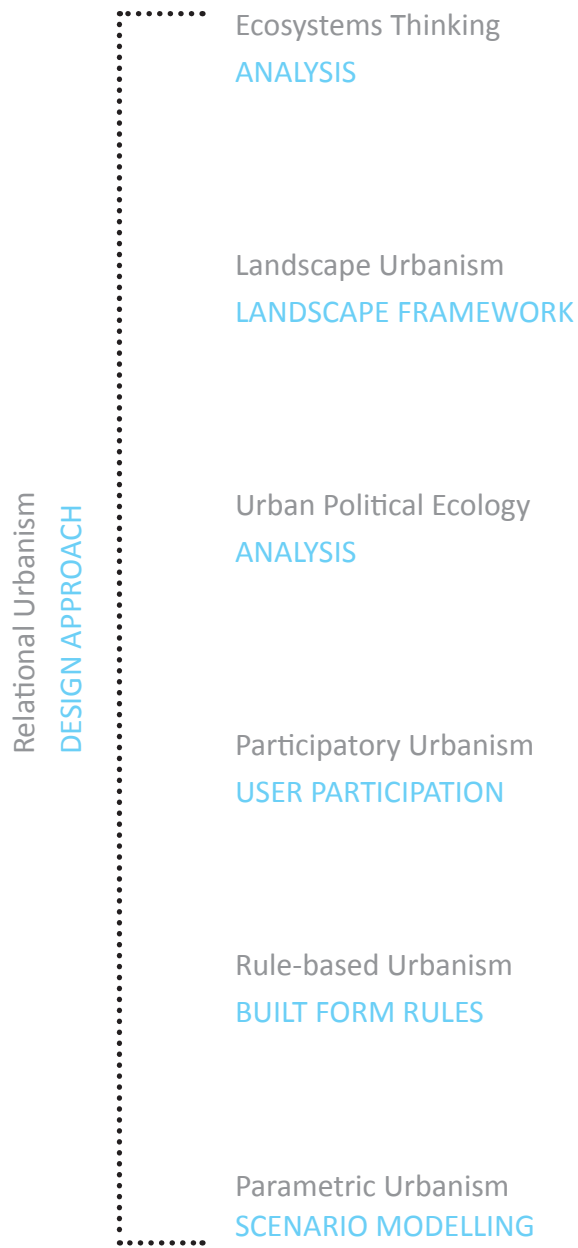 Relational Urbanism
DESIGN APPROACH
Ecosystems Thinking
ANALYSIS
Landscape Urbanism
LANDSCAPE FRAMEWORK
Urban Political Ecology
ANALYSIS
Participatory Urbanism
USER PARTICIPATION
Rule-based Urbanism
BUILT FORM RULES
Parametric Urbanism
SCENARIO MODELLING